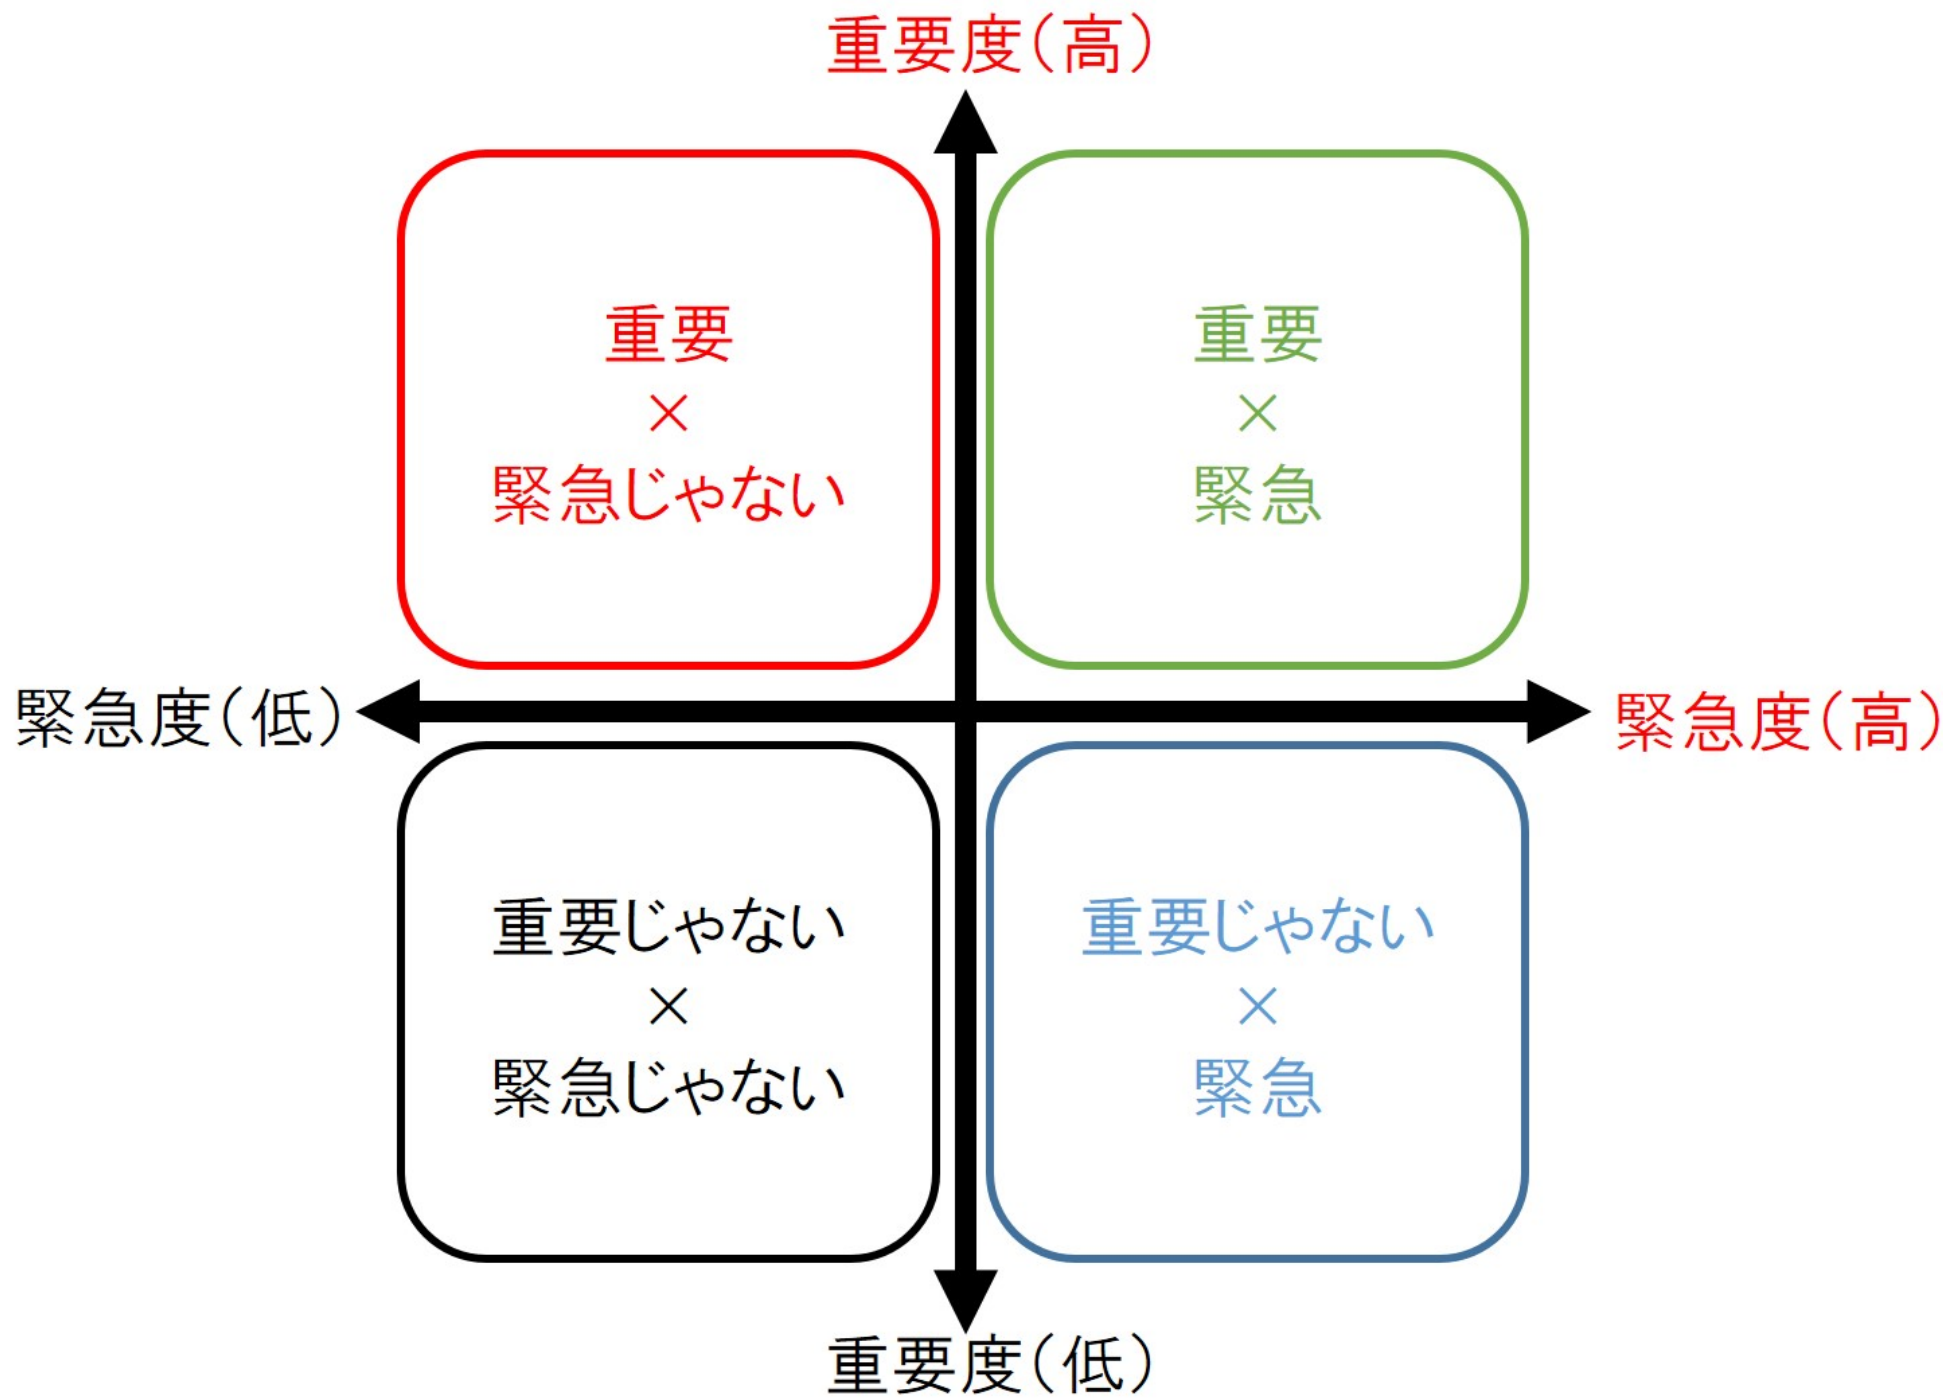 重要度(高)
重要
×
緊急じゃない
重要
×
緊急
緊急度(低)
緊急度(高)
重要じゃない
×
緊急じゃない
重要じゃない
×
緊急
重要度(低)